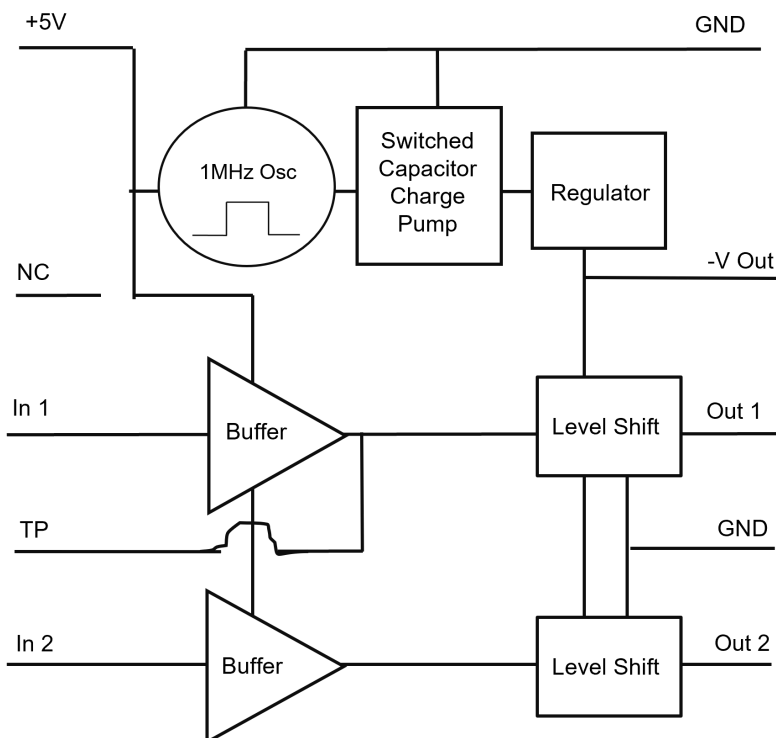 +5V
GND
1MHz Osc
Switched
Capacitor
Charge
Pump
Regulator
NC
-V Out
In 1
Buffer
Level Shift
Out 1
TP
GND
In 2
Buffer
Level Shift
Out 2